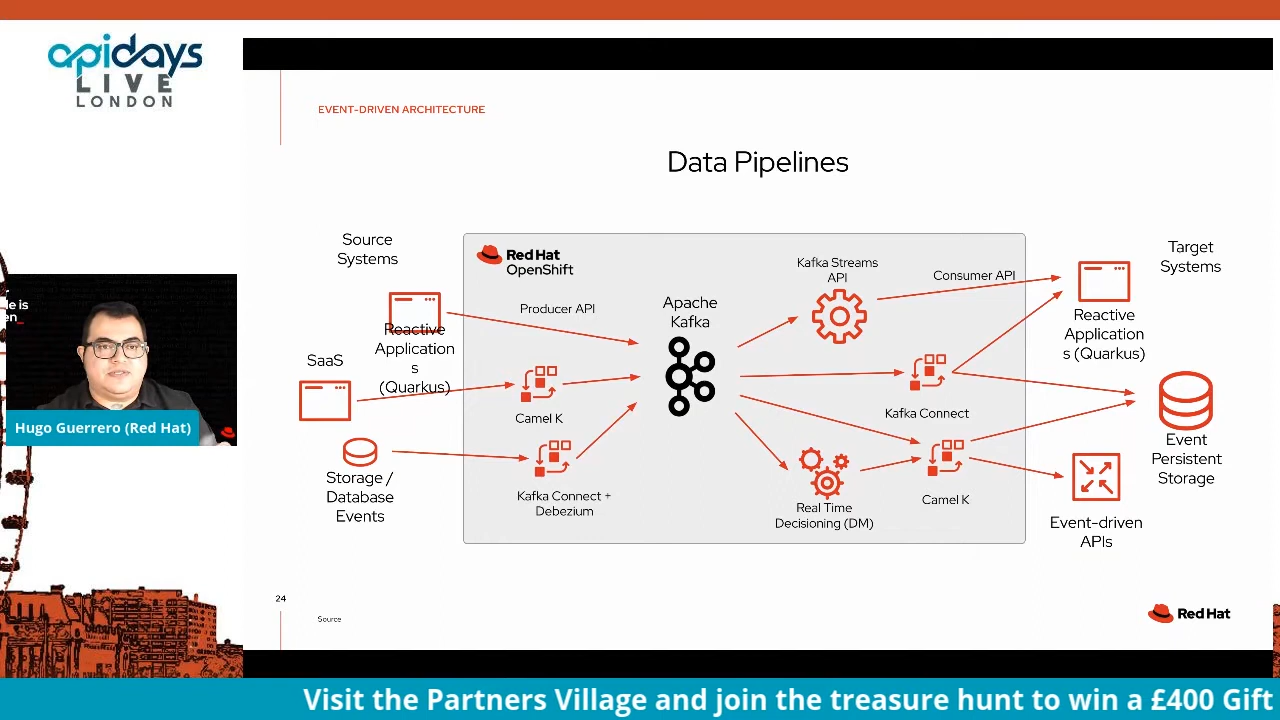 apidays
LIVE
LONDON
EVENT-DRIVEN ARCHITECTURE
Data Pipelines
Source
Systems
Red Hat
OpenShift
Kafka Streams
API
Consumer API
Target
Systems
Producer API
Apache
Kafka
Reactive
Application
s
(Quarkus)
Reactive
Application
s (Quarkus)
SaaS
Camel K
Kafka Connect
Storage /
Database
Events
Kafka Connect +
Debezium
Real Time
Decisioning (DM)
Camel K
Event
Persistent
Storage
Event-driven
APIs
Hugo Guerrero (Red Hat)
24
Source
Red Hat
Visit the Partners Village and join the treasure hunt to win a £400 Gift